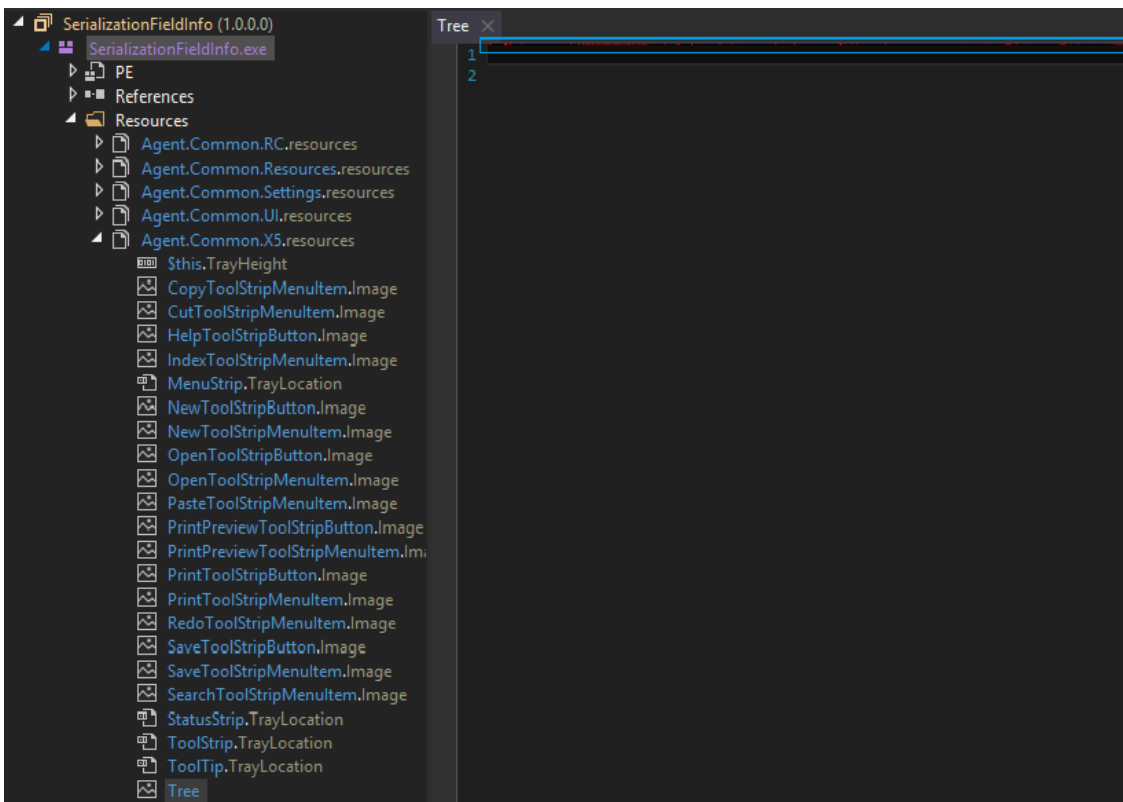 SerializationFieldInfo (1.0.0.0)
SerializationFieldInfo.exe
PE
References
Resources
Agent.Common.RC.resources
Agent.Common.Resources.resources
Agent.Common.Settings.resources
Agent.Common.UI.resources
Agent.Common.X5.resources
$this.TrayHeight
CopyToolStripMenuItem.Image
CutToolStripMenuItem.Image
HelpToolStripButton.Image
IndexToolStripMenuItem.Image
MenuStrip.TrayLocation
NewToolStripButton.Image
NewToolStripMenuItem.Image
OpenToolStripButton.Image
OpenToolStripMenuItem.Image
PasteToolStripMenuItem.Image
PrintPreviewToolStripButton.Image
PrintPreviewToolStripMenuItem.Ima
PrintToolStripButton.Image
PrintToolStripMenuItem.Image
RedoToolStripMenuItem.Image
SaveToolStripButton.Image
SaveToolStripMenuItem.Image
SearchToolStripMenuItem.Image
StatusStrip.TrayLocation
ToolStrip.TrayLocation
ToolTip.TrayLocation
Tree
Tree
1
2